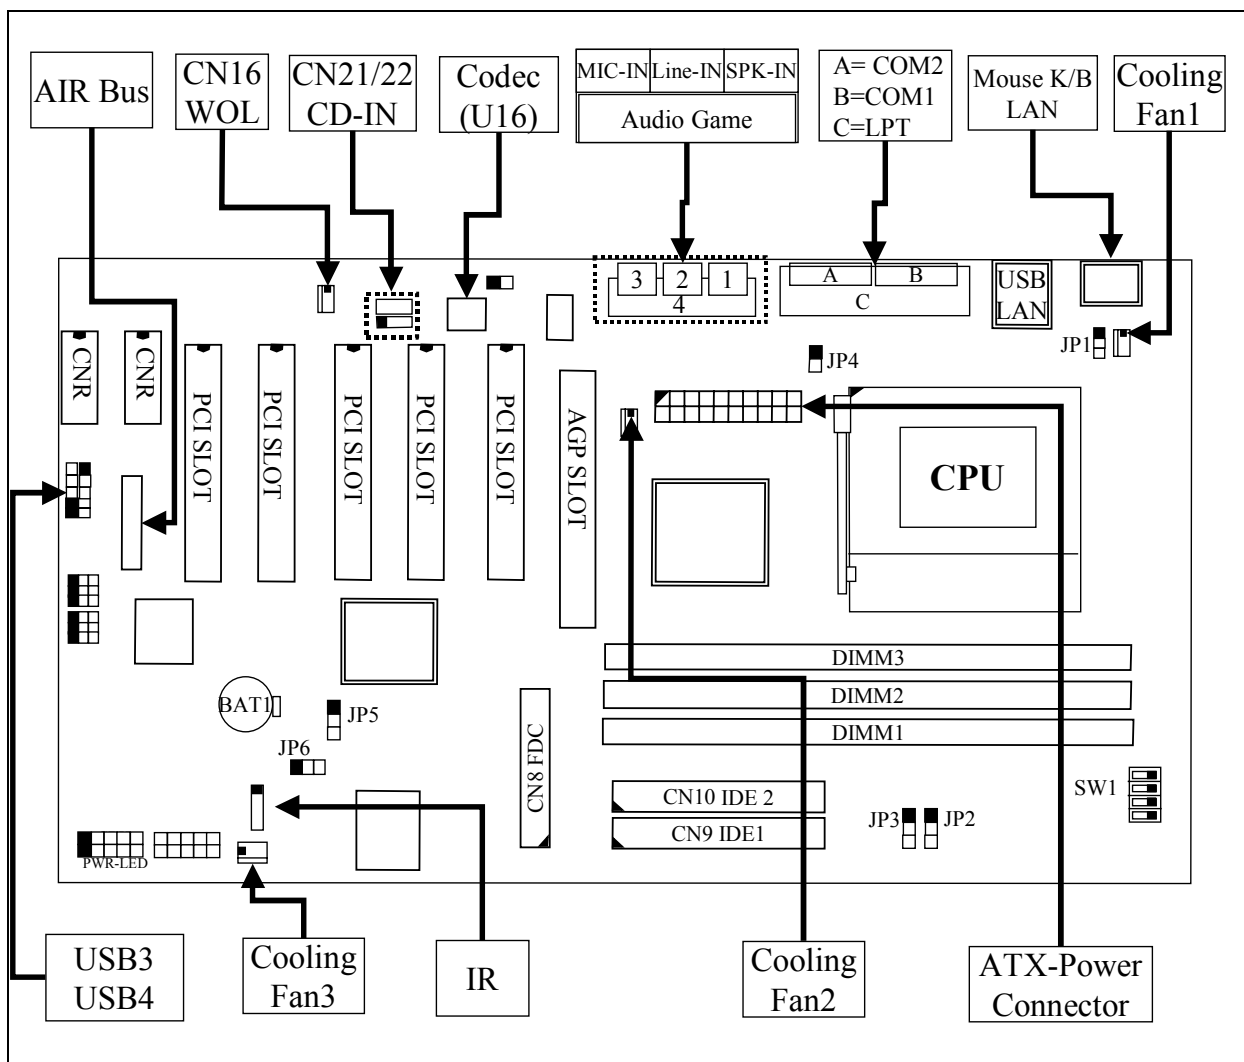 AIR Bus
CN16
WOL
CN21/22
CD-IN
Codec
(U16)
MIC-IN Line-IN SPK-IN
Audio Game
A= COM2
B=COM1
C=LPT
Mouse K/B
LAN
Cooling
Fan1
3 2 1
4
A B
C
USB
LAN
JP1
JP4
CNR
CNR
PCI SLOT
PCI SLOT
PCI SLOT
PCI SLOT
PCI SLOT
AGP SLOT
CPU
DIMM3
DIMM2
DIMM1
BAT1
JP5
JP6
CN8 FDC
CN10 IDE 2
CN9 IDE1
JP3
JP2
SW1
PWR-LED
USB3
USB4
Cooling
Fan3
IR
Cooling
Fan2
ATX-Power
Connector